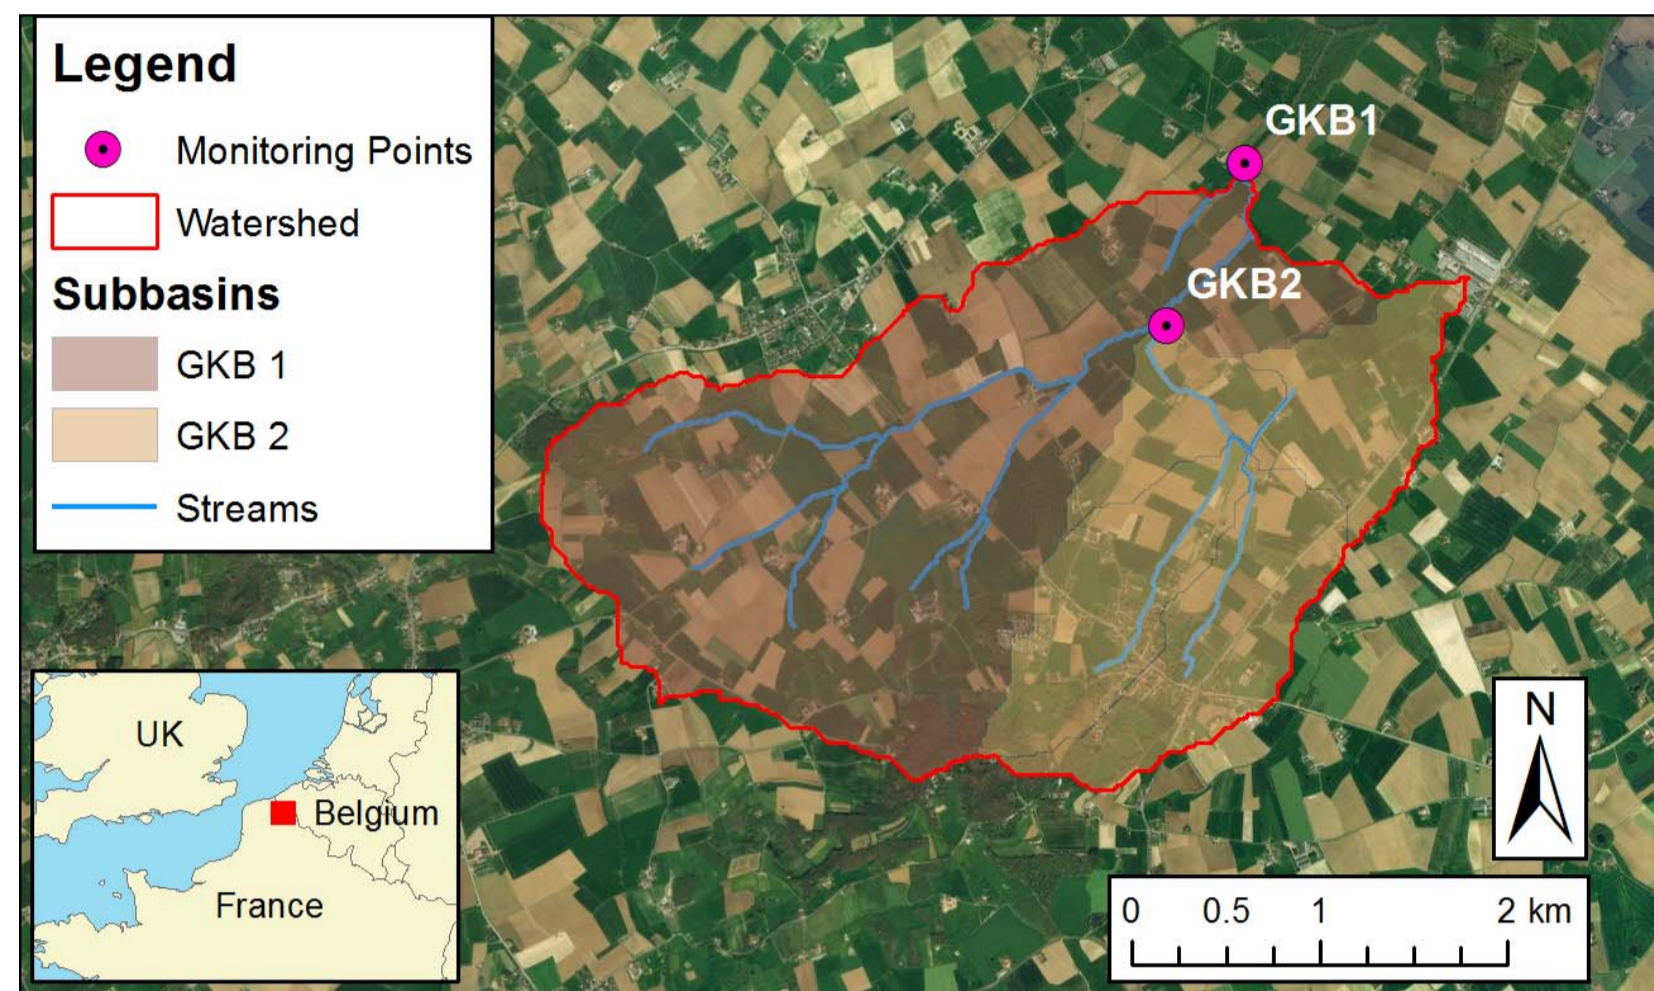 Legend
Monitoring Points
Watershed
Subbasins
GKB 1
GKB 2
Streams
GKB1
GKB2
UK
Belgium
France
N
0 0.5 1 2 km